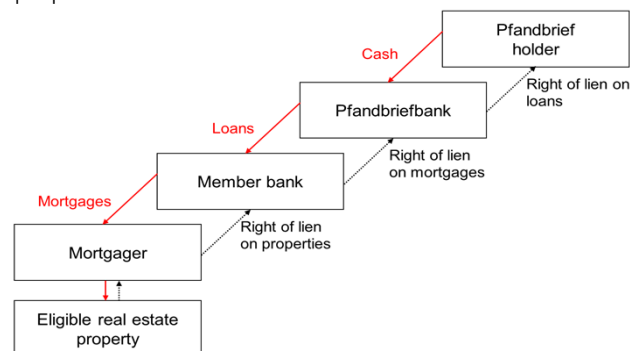 Pfandbrief
holder
Cash
Right of lien on
loans
Pfandbriefbank
Loans
Right of lien
on mortgages
Member bank
Mortgages
Right of lien
on properties
Mortgager
Eligible real estate
property